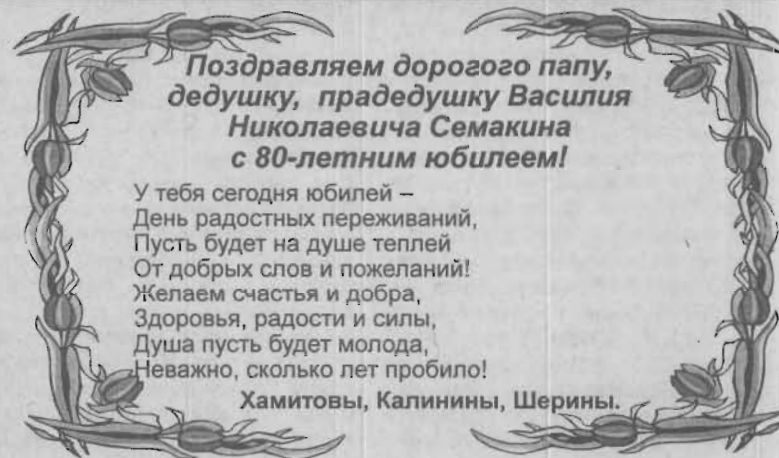 Поздравляем дорогого папу,
дедушку, прадедушку Василия
Николаевича Семакина
с 80-летним юбилеем!
У тебя сегодня юбилей –
День радостных переживаний,
Пусть будет на душе теплей
От добрых слов и пожеланий!
Желаем счастья и добра,
Здоровья, радости и силы,
Душа пусть будет молода,
Неважно, сколько лет пробило!
Хамитовы, Калинины, Шерины.